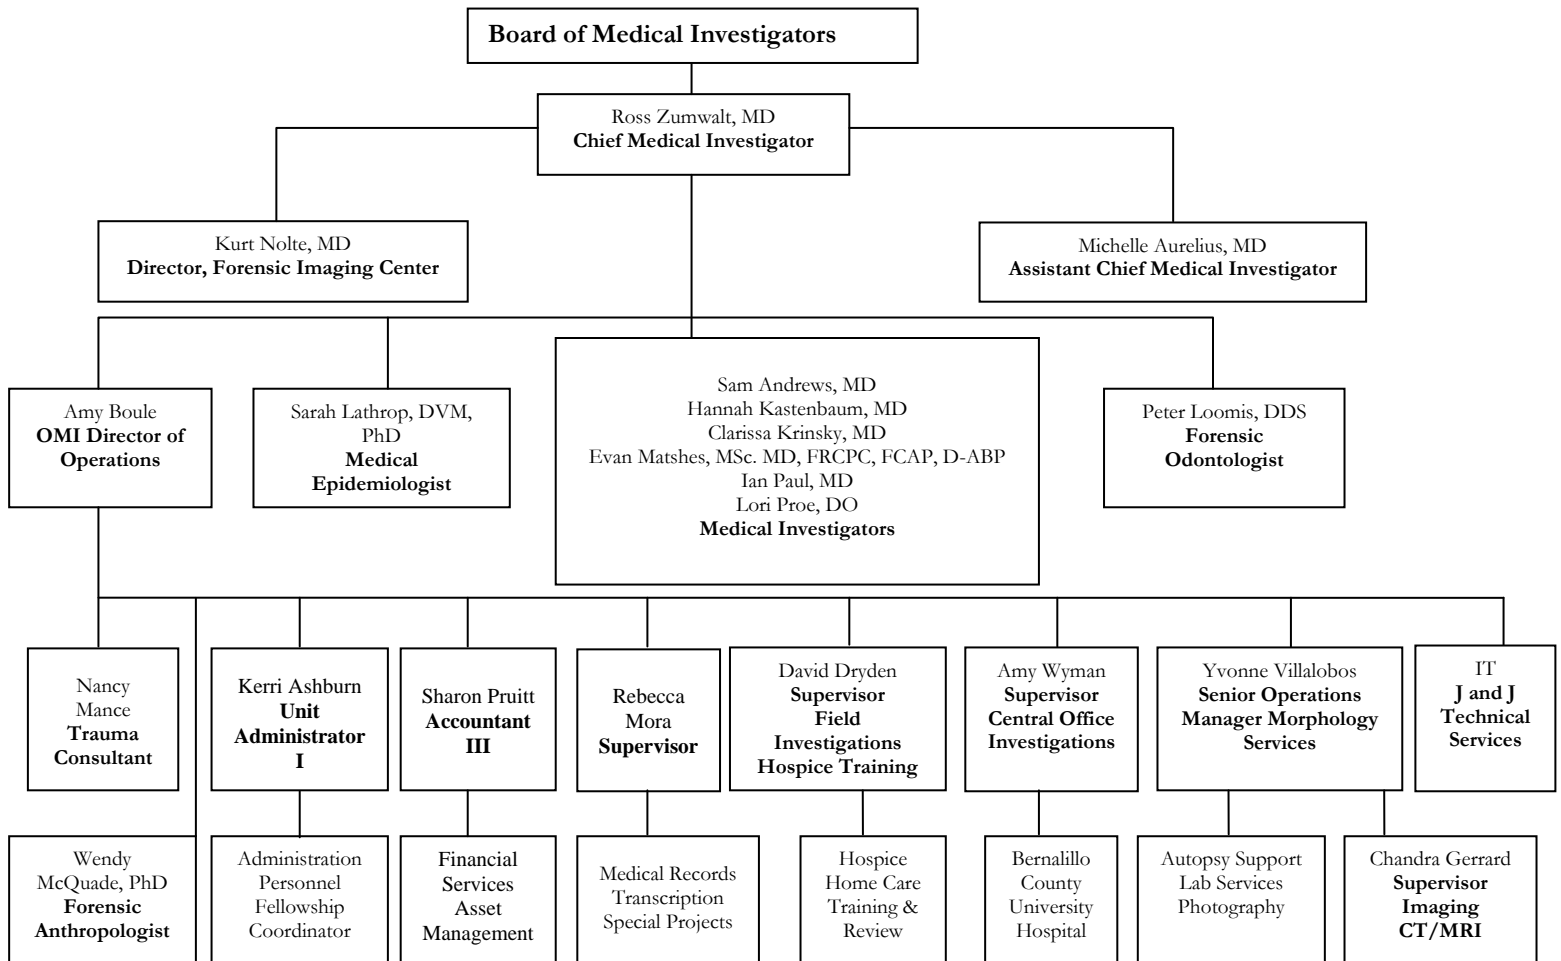 Board of Medical Investigators
Ross Zumwalt, MD
Chief Medical Investigator
Kurt Nolte, MD
Director, Forensic Imaging Center
Michelle Aurelius, MD
Assistant Chief Medical Investigator
Amy Boule
OMI Director of
Operations
Sarah Lathrop, DVM,
PhD
Medical
Epidemiologist
Sam Andrews, MD
Hannah Kastenbaum, MD
Clarissa Krinsky, MD
Evan Matshes, MSc. MD, FRCPC, FCAP, D-ABP
Ian Paul, MD
Lori Proe, DO
Medical Investigators
Peter Loomis, DDS
Forensic
Odontologist
Nancy
Mance
Trauma
Consultant
Kerri Ashburn
Unit
Administrator
I
Sharon Pruitt
Accountant
III
Rebecca
Mora
Supervisor
David Dryden
Supervisor
Field
Investigations
Hospice Training
Amy Wyman
Supervisor
Central Office
Investigations
Yvonne Villalobos
Senior Operations
Manager Morphology
Services
IT
J and J
Technical
Services
Wendy
McQuade, PhD
Forensic
Anthropologist
Administration
Personnel
Fellowship
Coordinator
Financial
Services
Asset
Management
Medical Records
Transcription
Special Projects
Hospice
Home Care
Training &
Review
Bernalillo
County
University
Hospital
Autopsy Support
Lab Services
Photography
Chandra Gerrard
Supervisor
Imaging
CT/MRI